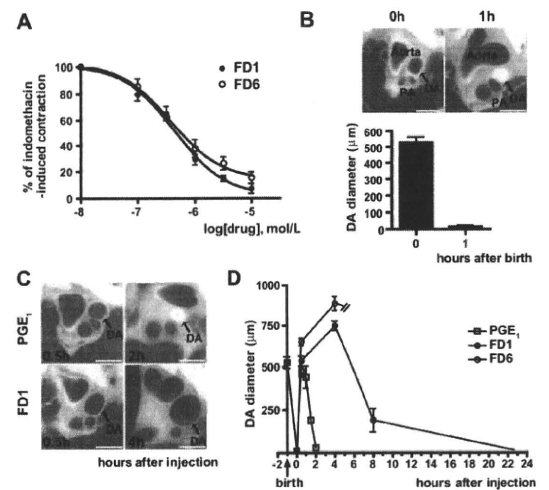 A
% of indomethacin
-induced contraction
100
80
60
40
20
0
-8
-7
-6
-5
-4
log[drug], mol/L
FD1
FD6
B
0h
1h
Aorta
PA
DA
Aorta
PA
DA
DA diameter (μm)
600
500
400
300
200
100
0
0
1
hours after birth
C
PGE1
FD1
DA
0.5h
DA
2h
DA
0.5h
DA
4h
hours after injection
D
DA diameter (μm)
1000
750
500
250
PGE1
FD1
FD6
-2
0
2
4
6
8
10
12
14
16
18
20
22
24
birth
hours after injection